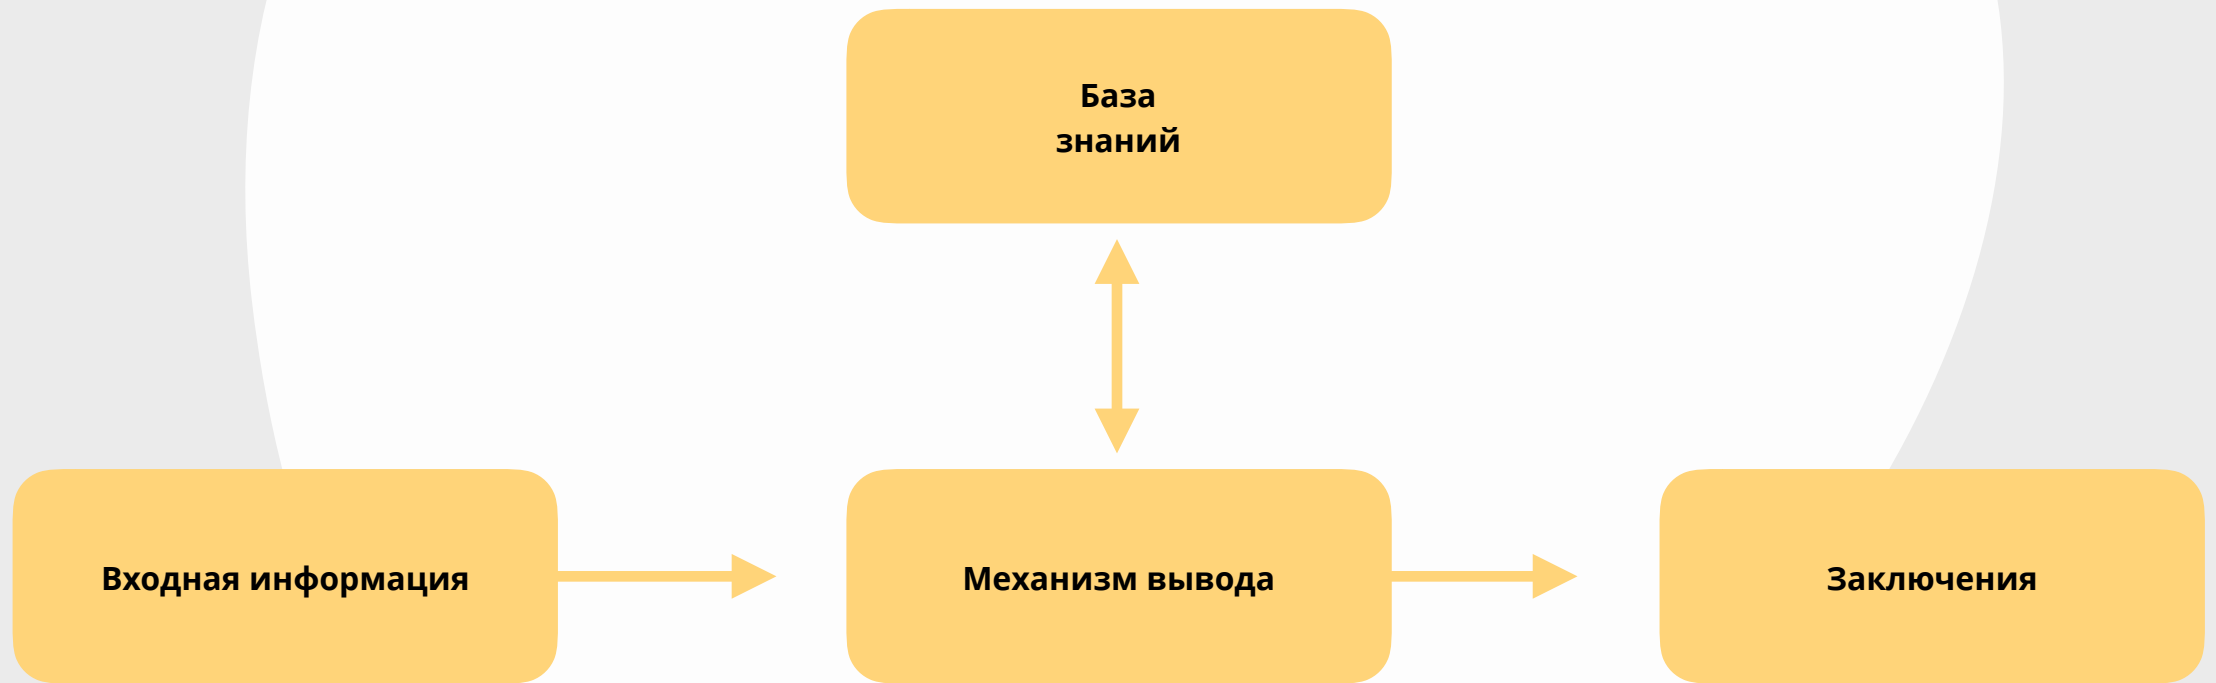 База
знаний
Входная информация
Механизм вывода
Заключения